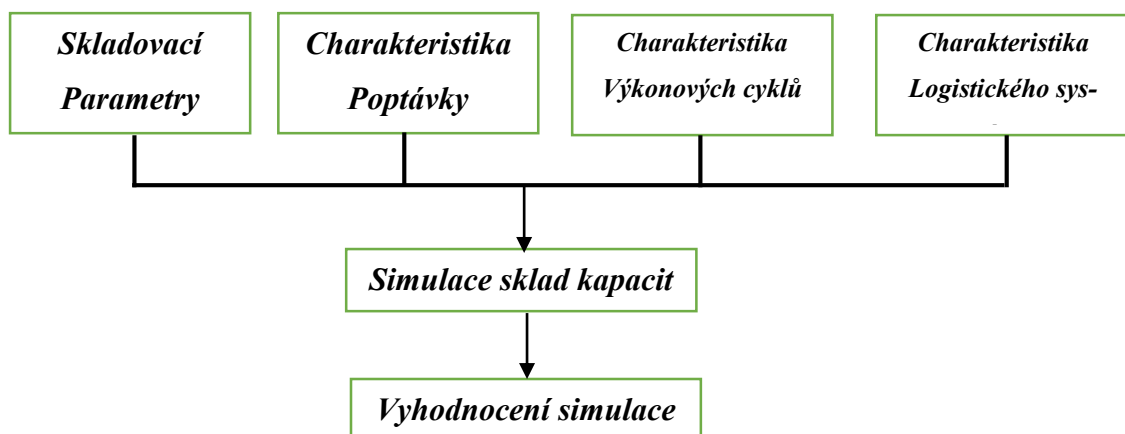 Skladovací
Parametry
Charakteristika
Poptávky
Charakteristika
Výkonových cyklů
Charakteristika
Logistického sys-
Simulace sklad kapacit
Vyhodnocení simulace